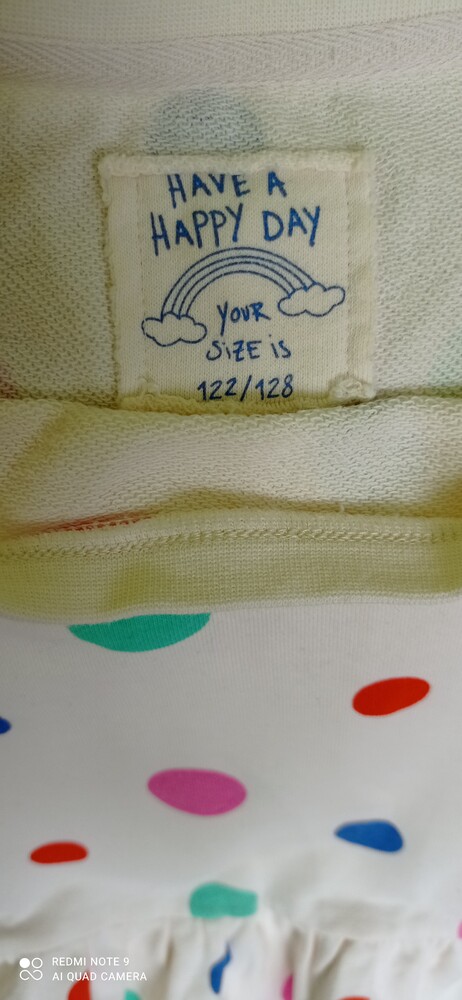 HAVE A
HAPPY DAY
YOUR
SiZE iS
122/128
REDMI NOTE 9
AI QUAD CAMERA